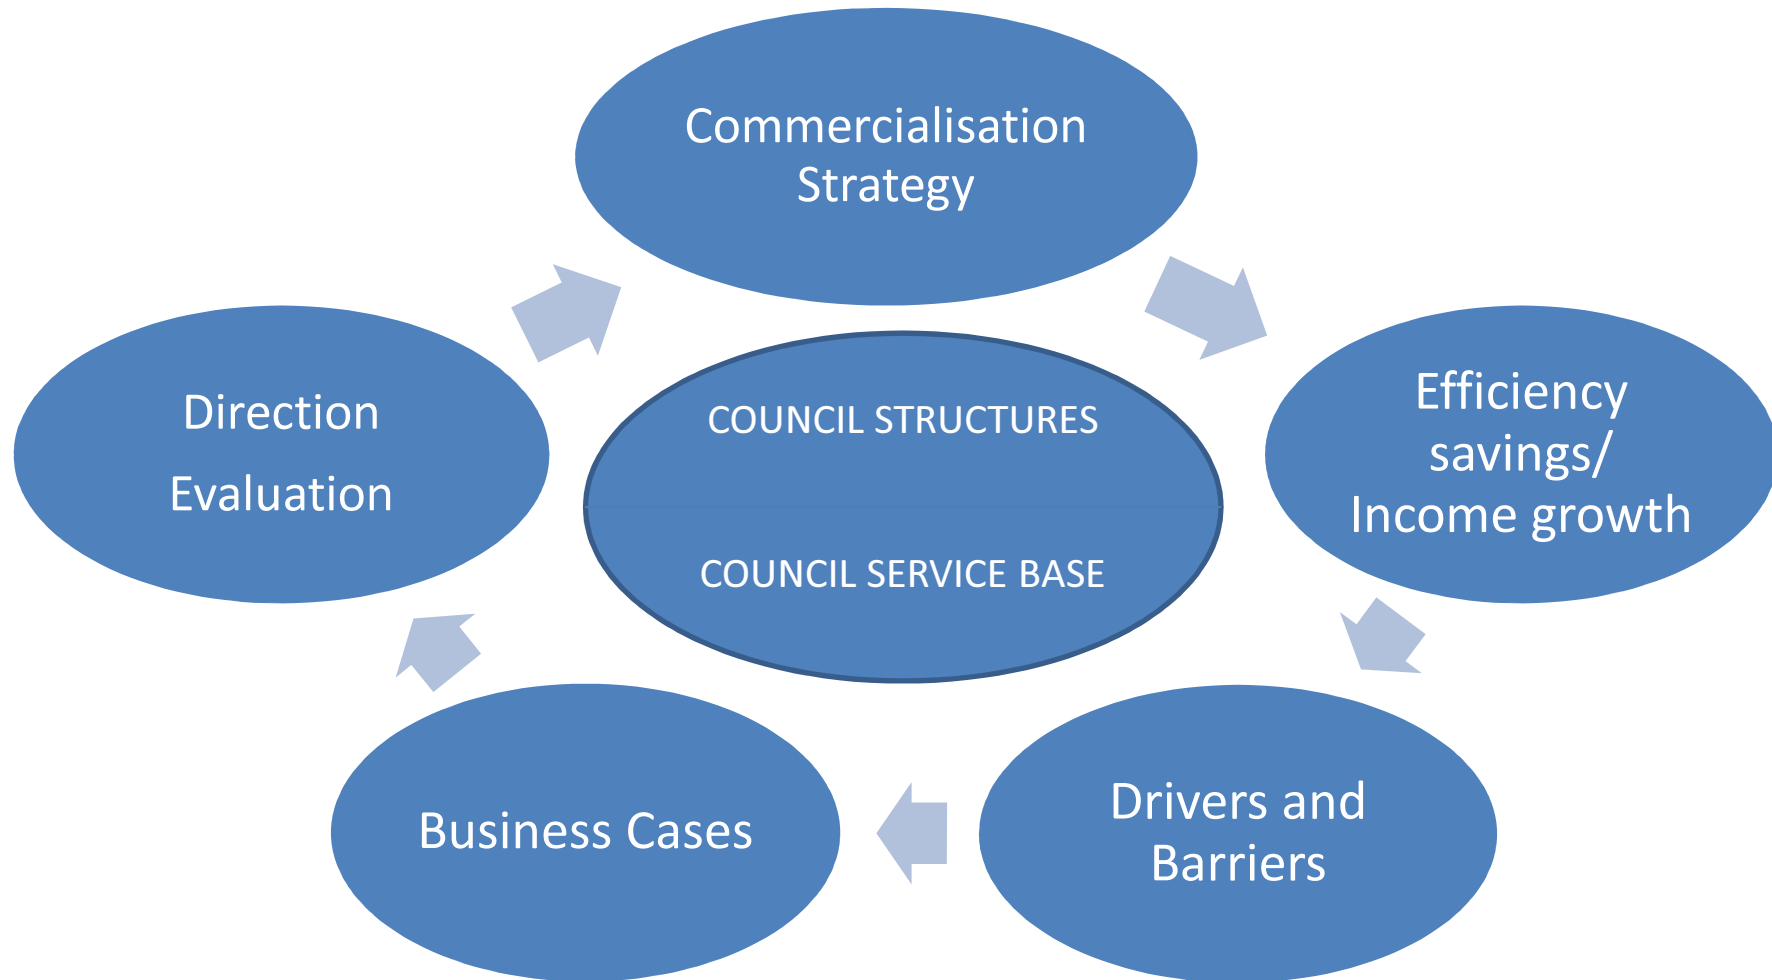 Commercialisation
Strategy
Efficiency
savings/
Income growth
Drivers and
Barriers
Business Cases
Direction
Evaluation
COUNCIL STRUCTURES
COUNCIL SERVICE BASE